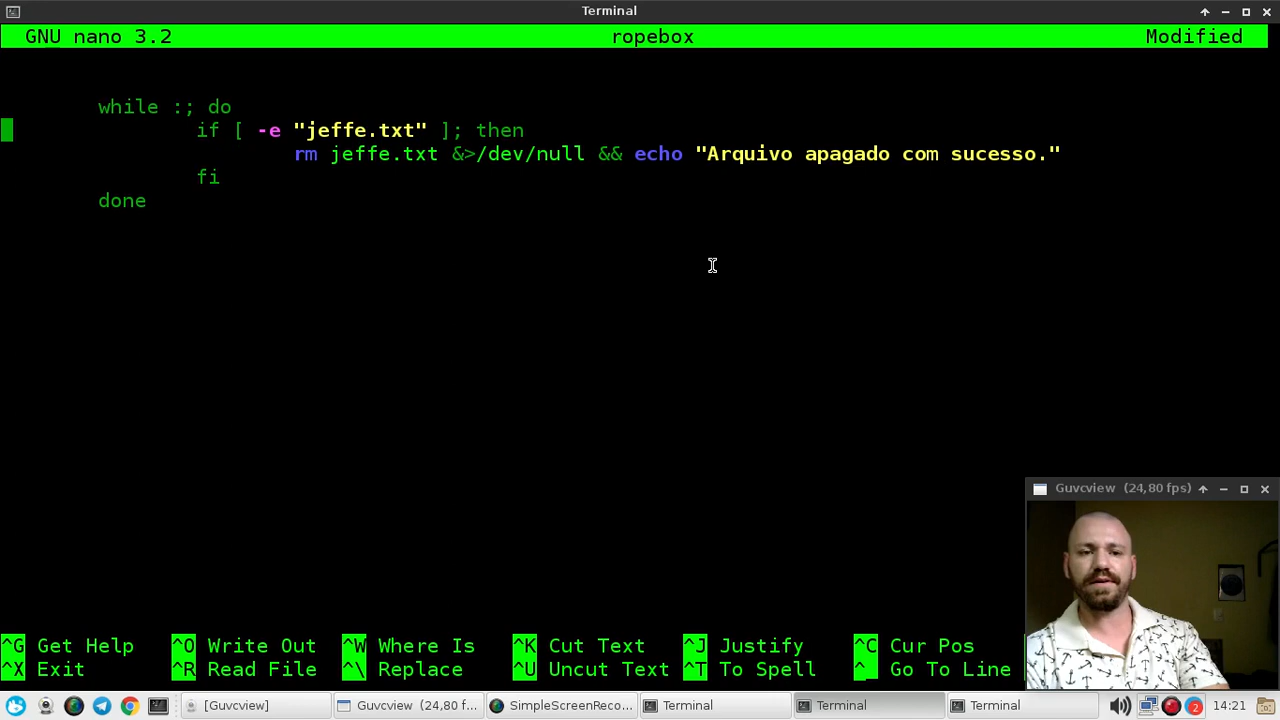 Terminal
GNU nano 3.2 ropebox Modified
while :; do
if [ -e "jeffe.txt" ]; then
rm jeffe.txt &>/dev/null && echo "Arquivo apagado com sucesso."
fi
done
Guvcview (24,80 fps)
^G Get Help ^O Write Out ^W Where Is ^K Cut Text ^J Justify ^C Cur Pos
^X Exit ^R Read File ^\ Replace ^U Uncut Text ^T To Spell ^_ Go To Line
[Guvcview] Guvcview (24,80 f... SimpleScreenReco... Terminal Terminal Terminal 2 14:21